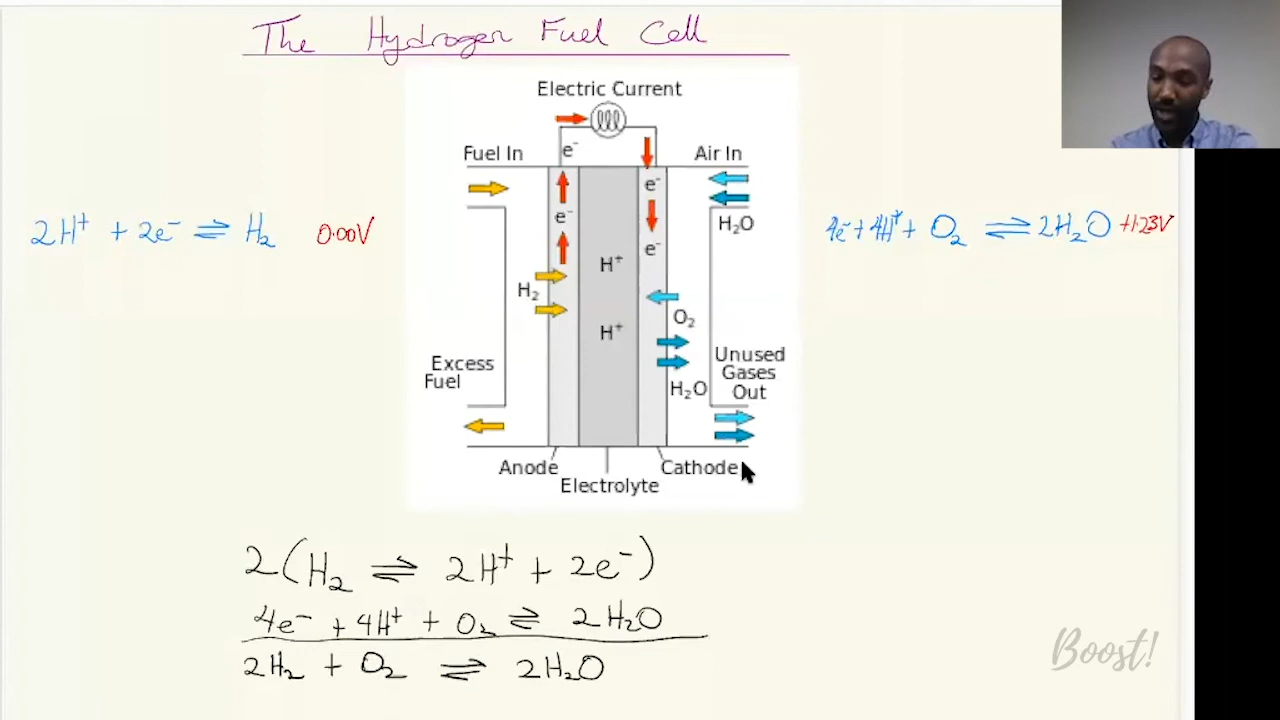 The Hydrogen Fuel Cell
Electric Current
Fuel In
e⁻
Air In
e⁻
H₂O
e⁻
e⁻
2H⁺ + 2e⁻ ⇌ H₂ 0.00V
4e⁻ + 4H⁺ + O₂ ⇌ 2H₂O +1.23V
H⁺
H₂
O₂
H⁺
Excess
Fuel
Unused
Gases
Out
H₂O
Anode
Cathode
Electrolyte
2(H₂ ⇌ 2H⁺ + 2e⁻)
4e⁻ + 4H⁺ + O₂ ⇌ 2H₂O
2H₂ + O₂ ⇌ 2H₂O
Boost!